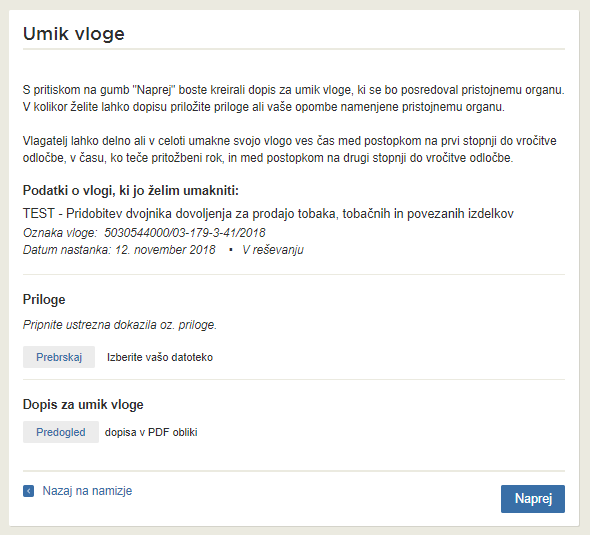 Umik vloge
S pritiskom na gumb "Naprej" boste kreirali dopis za umik vloge, ki se bo posredoval pristojnemu organu.
V kolikor želite lahko dopisu priložite priloge ali vaše opombe namenjene pristojnemu organu.
Vlagatelj lahko delno ali v celoti umakne svojo vlogo ves čas med postopkom na prvi stopnji do vročitve
odločbe, v času, ko teče pritožbeni rok, in med postopkom na drugi stopnji do vročitve odločbe.
Podatki o vlogi, ki jo želim umakniti:
TEST - Pridobitev dvojnika dovoljenja za prodajo tobaka, tobačnih in povezanih izdelkov
Oznaka vloge: 5030544000/03-179-3-41/2018
Datum nastanka: 12. november 2018 • V reševanju
Priloge
Pripnite ustrezna dokazila oz. priloge.
Prebrskaj Izberite vašo datoteko
Dopis za umik vloge
Predogled dopisa v PDF obliki
Nazaj na namizje
Naprej